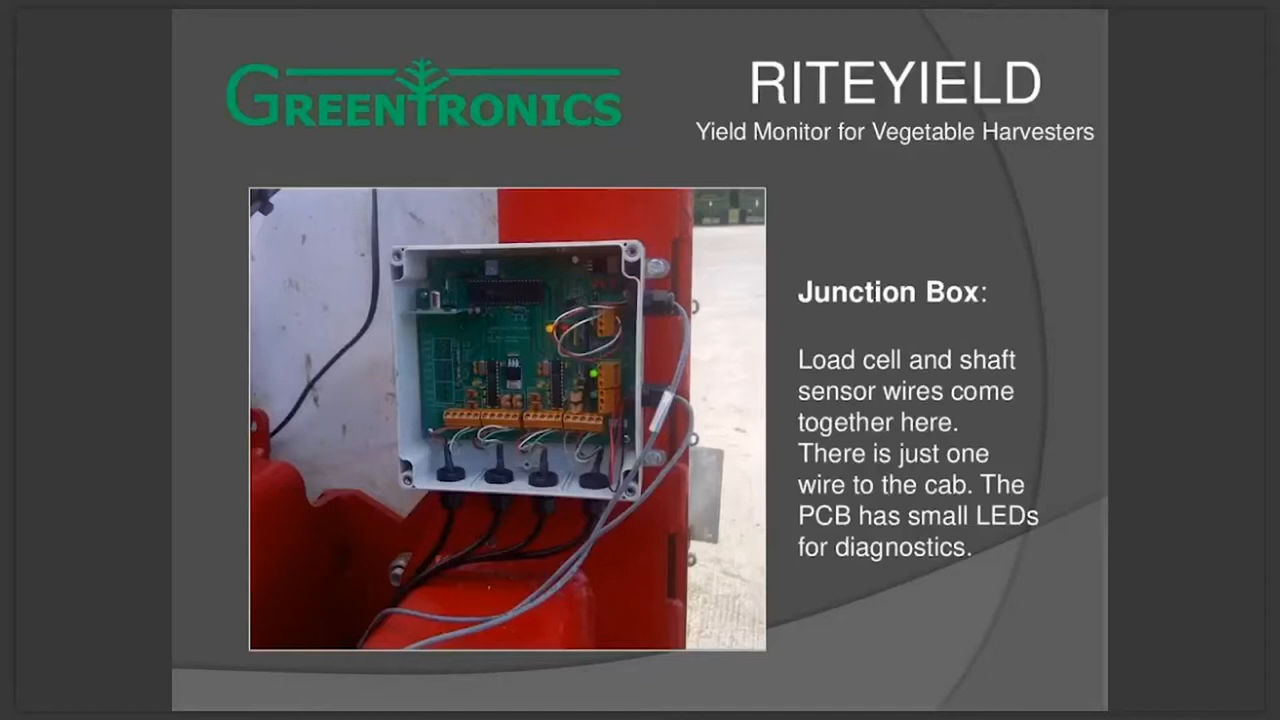 GREENTRONICS
RITEYIELD
Yield Monitor for Vegetable Harvesters
Junction Box:
Load cell and shaft
sensor wires come
together here.
There is just one
wire to the cab. The
PCB has small LEDs
for diagnostics.